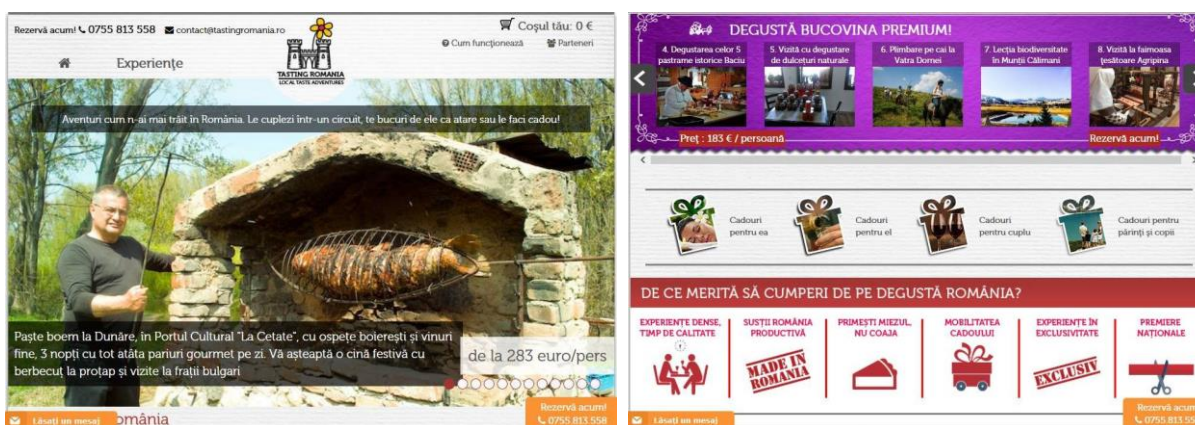 Rezervă acum! 0755 813 558 contact@tastingromania.ro
Coșul tău: 0 €
Cum funcționează Parteneri
Experiențe
TASTING ROMANIA
LOCAL TASTE ADVENTURES
Aventuri cum n-ai mai trăit în România. Le cuplezi într-un circuit, te bucuri de ele ca atare sau le faci cadou!
Paște boem la Dunăre, în Portul Cultural "La Cetate", cu ospețe boierești și vinuri
fine, 3 nopți cu tot atâta pariuri gourmet pe zi. Vă așteaptă o cină festivă cu
berbecuț la proțap și vizite la frații bulgari
de la 283 euro/pers
Lăsați un mesaj
omânia
Rezervă acum!
0755 813 558
DEGUSTĂ BUCOVINA PREMIUM!
4. Degustarea celor 5
pastrame istorice Baciu
5. Vizită cu degustare
de dulcețuri naturale
6. Plimbare pe cai la
Vatra Dornei
7. Lecția biodiversitate
în Munții Călimani
8. Vizită la faimoasa
țesătoare Agripina
Preț : 183 € / persoană
Rezervă acum!
Cadouri
pentru ea
Cadouri
pentru el
Cadouri
pentru cuplu
Cadouri pentru
părinți și copii
DE CE MERITĂ SĂ CUMPERI DE PE DEGUSTĂ ROMÂNIA?
EXPERIENȚE DENSE,
TIMP DE CALITATE
SUSȚII ROMÂNIA
PRODUCTIVĂ
MADE IN
ROMANIA
PRIMEȘTI MIEZUL,
NU COAJA
MOBILITATEA
CADOULUI
EXPERIENȚE ÎN
EXCLUSIVITATE
EXCLUSIV
PREMIERE
NAȚIONALE
Lăsați un mesaj
Rezervă acum
0755 813 55